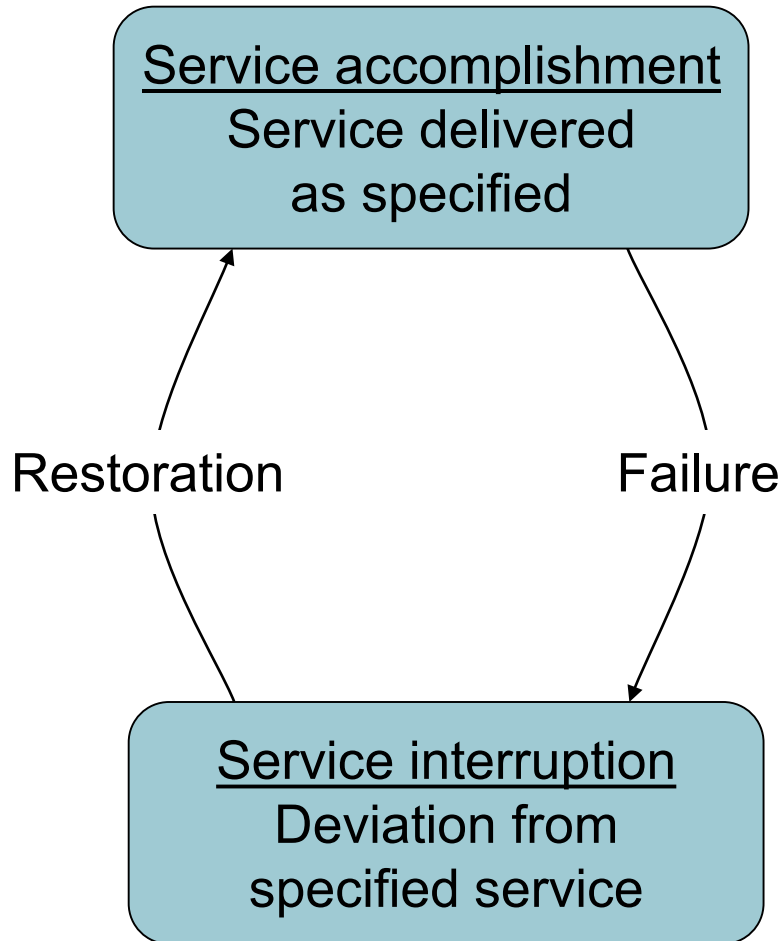 Service accomplishment
Service delivered
as specified
Restoration
Failure
Service interruption
Deviation from
specified service